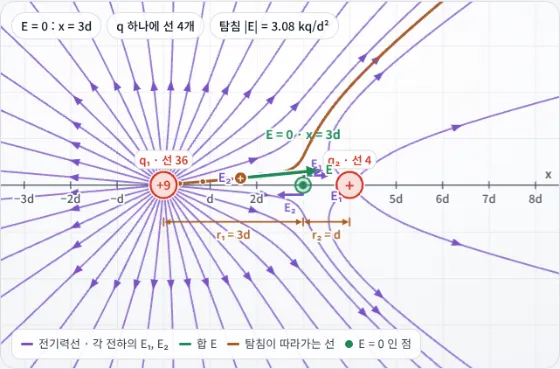 E = 0 : x = 3d
q 하나에 선 4개
탐침 |E| = 3.08 kq/d²
E = 0 · x = 3d
q₁ · 선 36
q₂ · 선 4
+9
E₂
+
E
+
x
-3d
-2d
-d
d
2d
5d
6d
7d
8d
E₂
E₁
r₁ = 3d
r₂ = d
전기력선 · 각 전하의 E₁, E₂
합 E
탐침이 따라가는 선
E = 0 인 점